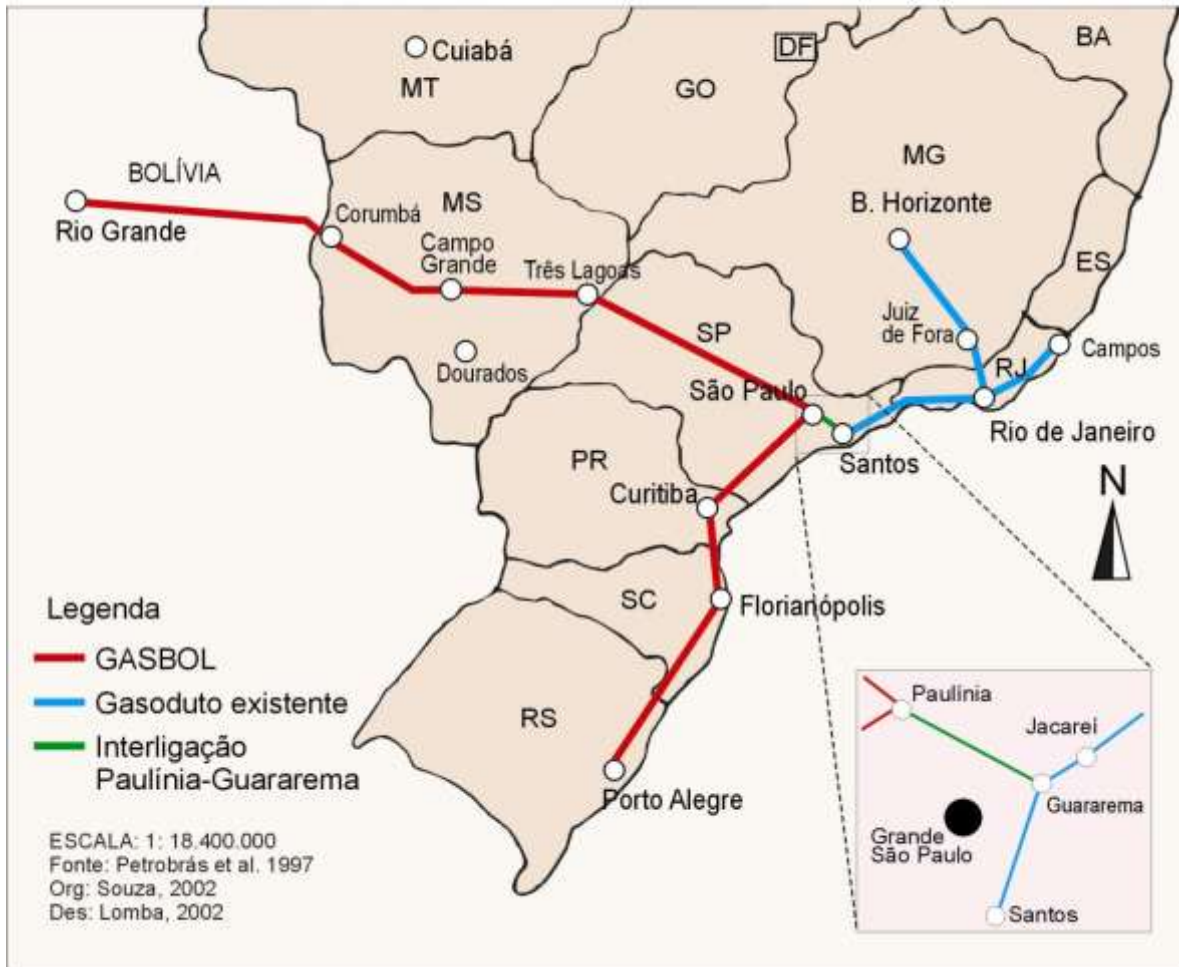 DF
BA
Cuiabá
MT
GO
MG
BOLÍVIA
Rio Grande
Corumbá
MS
Campo
Grande
Três Lagoas
B. Horizonte
ES
Juiz
de Fora
Campos
RJ
SP
São Paulo
Dourados
Rio de Janeiro
Santos
PR
Curitiba
N
SC
Florianópolis
RS
Porto Alegre
Legenda
GASBOL
Gasoduto existente
Interligação
Paulínia-Guararema
ESCALA: 1: 18.400.000
Fonte: Petrobrás et al. 1997
Org: Souza, 2002
Des: Lomba, 2002
Paulínia
Jacarei
Guararema
Grande
São Paulo
Santos